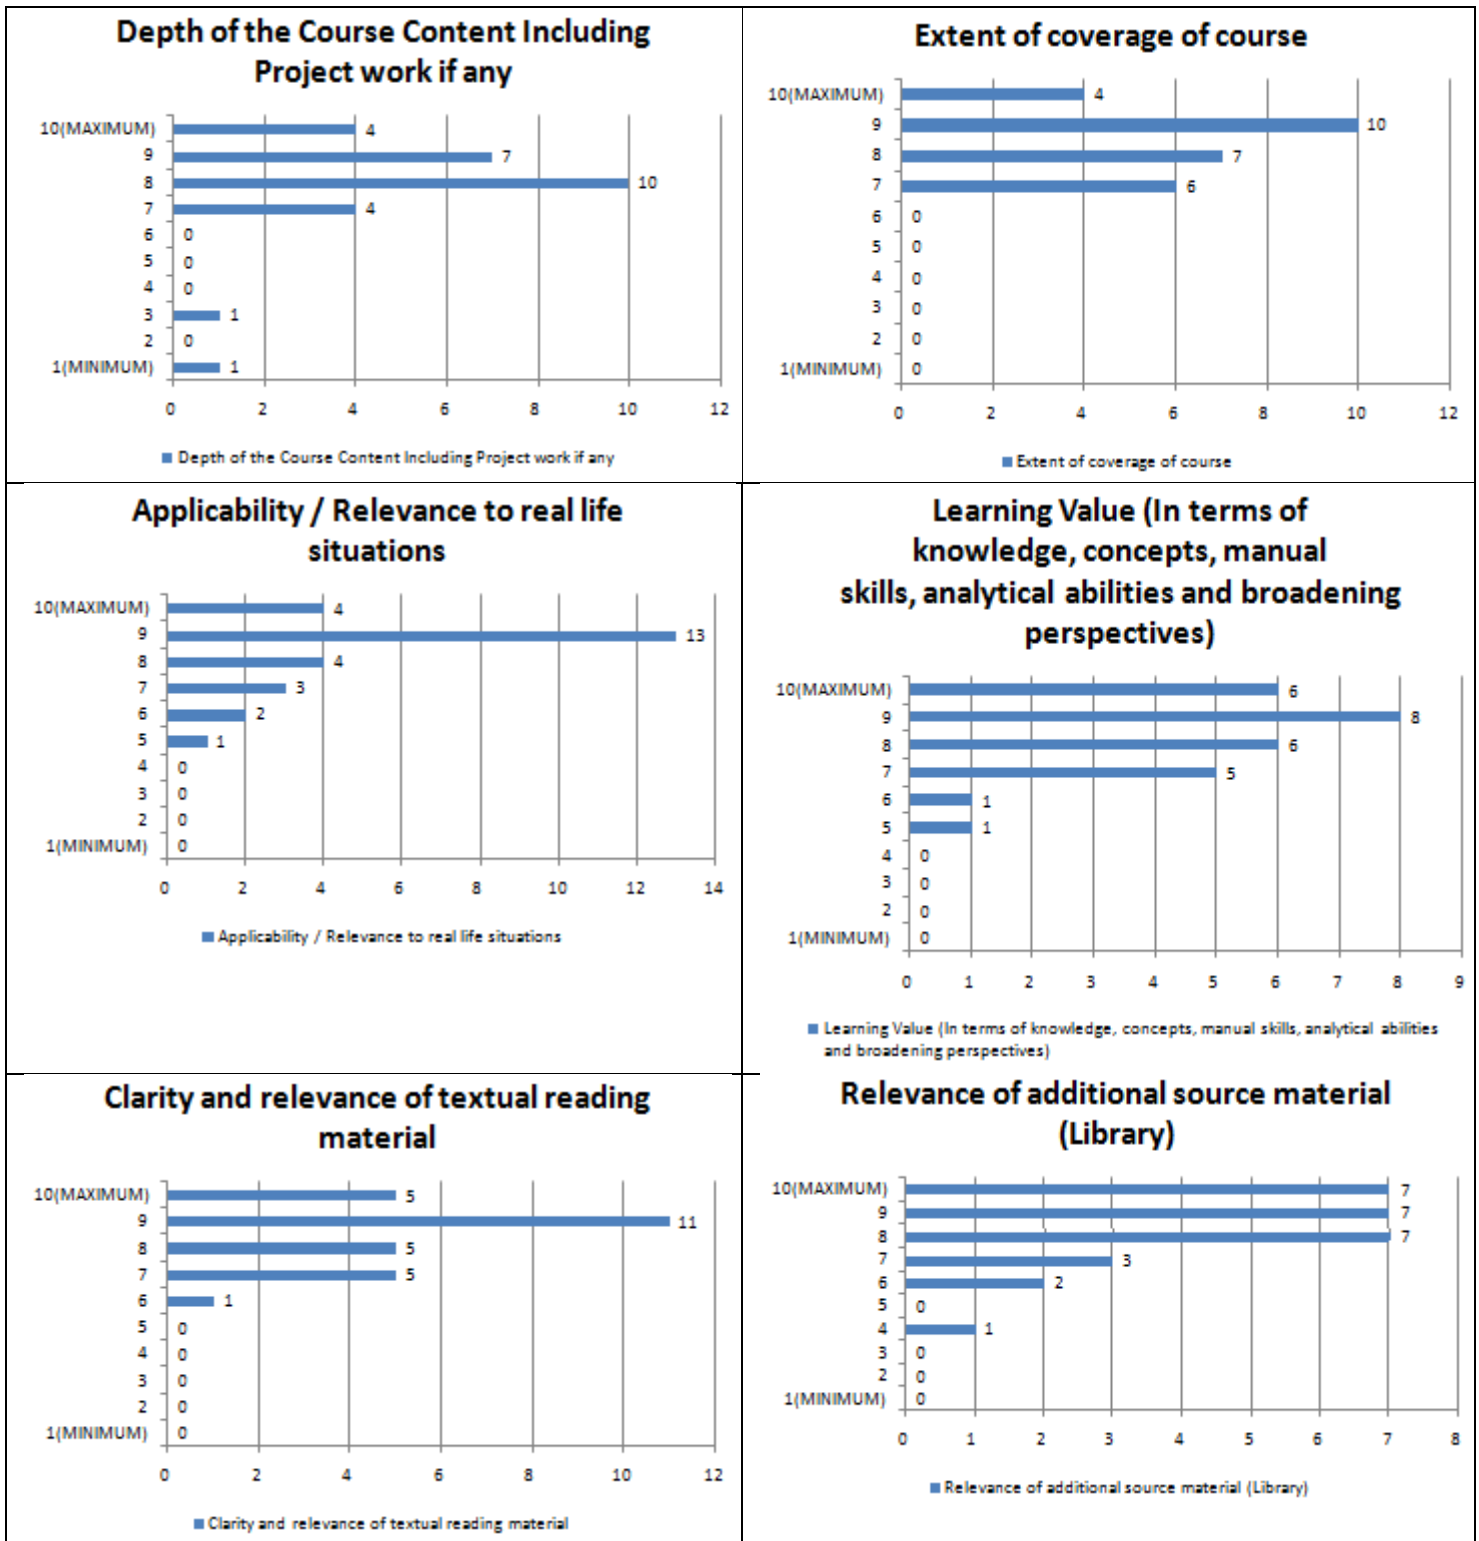 Depth of the Course Content Including
Project work if any
10(MAXIMUM) 4
9 7
8 10
7 4
6 0
5 0
4 0
3 1
2 0
1(MINIMUM) 1
0 2 4 6 8 10 12
Depth of the Course Content Including Project work if any
Extent of coverage of course
10(MAXIMUM) 4
9 10
8 7
7 6
6 0
5 0
4 0
3 0
2 0
1(MINIMUM) 0
0 2 4 6 8 10 12
Extent of coverage of course
Applicability / Relevance to real life
situations
10(MAXIMUM) 4
9 13
8 4
7 3
6 2
5 1
4 0
3 0
2 0
1(MINIMUM) 0
0 2 4 6 8 10 12 14
Applicability / Relevance to real life situations
Learning Value (In terms of
knowledge, concepts, manual
skills, analytical abilities and broadening
perspectives)
10(MAXIMUM) 6
9 8
8 6
7 5
6 1
5 1
4 0
3 0
2 0
1(MINIMUM) 0
0 1 2 3 4 5 6 7 8 9
Learning Value (In terms of knowledge, concepts, manual skills, analytical abilities
and broadening perspectives)
Clarity and relevance of textual reading
material
10(MAXIMUM) 5
9 11
8 5
7 5
6 1
5 0
4 0
3 0
2 0
1(MINIMUM) 0
0 2 4 6 8 10 12
Clarity and relevance of textual reading material
Relevance of additional source material
(Library)
10(MAXIMUM) 7
9 7
8 7
7 3
6 2
5 0
4 1
3 0
2 0
1(MINIMUM) 0
0 1 2 3 4 5 6 7 8
Relevance of additional source material (Library)